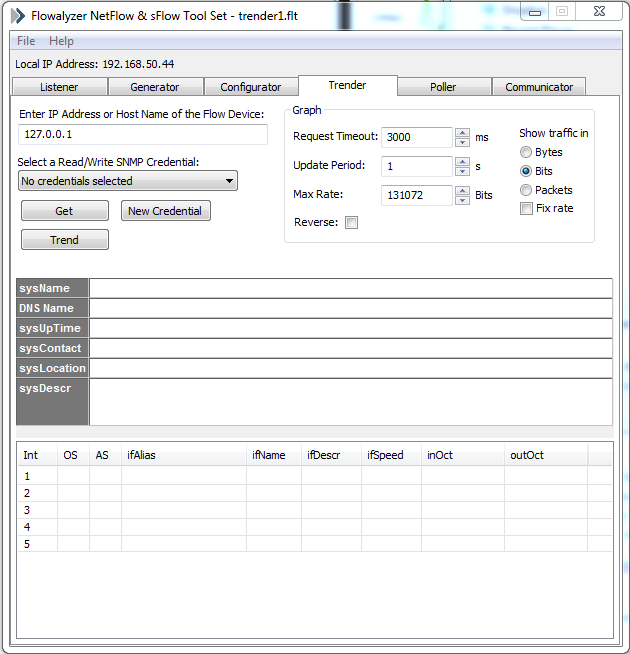 Flowalyzer NetFlow & sFlow Tool Set - trender1.flt
File Help
Local IP Address: 192.168.50.44
Listener Generator Configurator Trender Poller Communicator
Enter IP Address or Host Name of the Flow Device:
127.0.0.1
Select a Read/Write SNMP Credential:
No credentials selected
Get New Credential
Trend
Graph
Request Timeout: 3000 ms
Update Period: 1 s
Max Rate: 131072 Bits
Reverse:
Show traffic in
Bytes
Bits
Packets
Fix rate
sysName
DNS Name
sysUpTime
sysContact
sysLocation
sysDescr
Int OS AS ifAlias ifName ifDescr ifSpeed inOct outOct
1
2
3
4
5